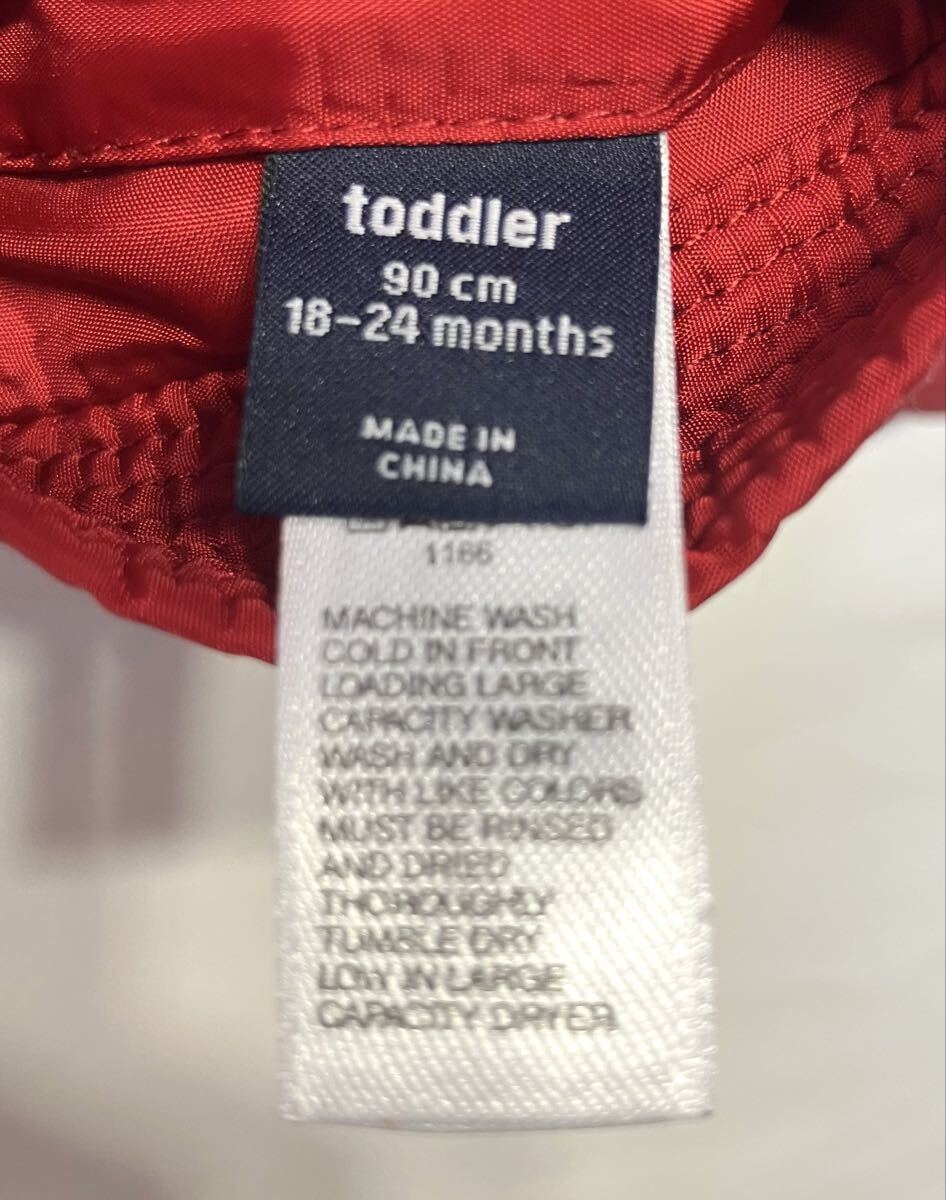 toddler
90 cm
18-24 months
MADE IN
CHINA
1166
MACHINE WASH
COLD IN FRONT
LOADING LARGE
CAPACITY WASHER
WASH AND DRY
WITH LIKE COLORS
MUST BE RINSED
AND DRIED
THOROUGHLY
TUMBLE DRY
LOW IN LARGE
CAPACITY DRYER